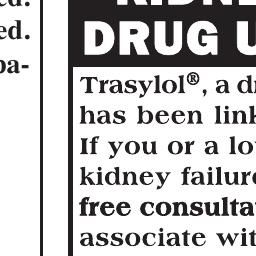 ed.
ed.
pa-
KIDNE
DRUG U
Trasylol®, a d
has been link
If you or a lo
kidney failure
free consulta
associate wit